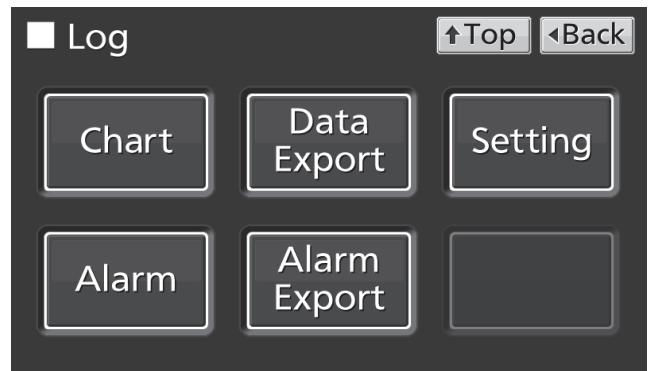 Log
Top
Back
Chart
Data
Export
Setting
Alarm
Alarm
Export